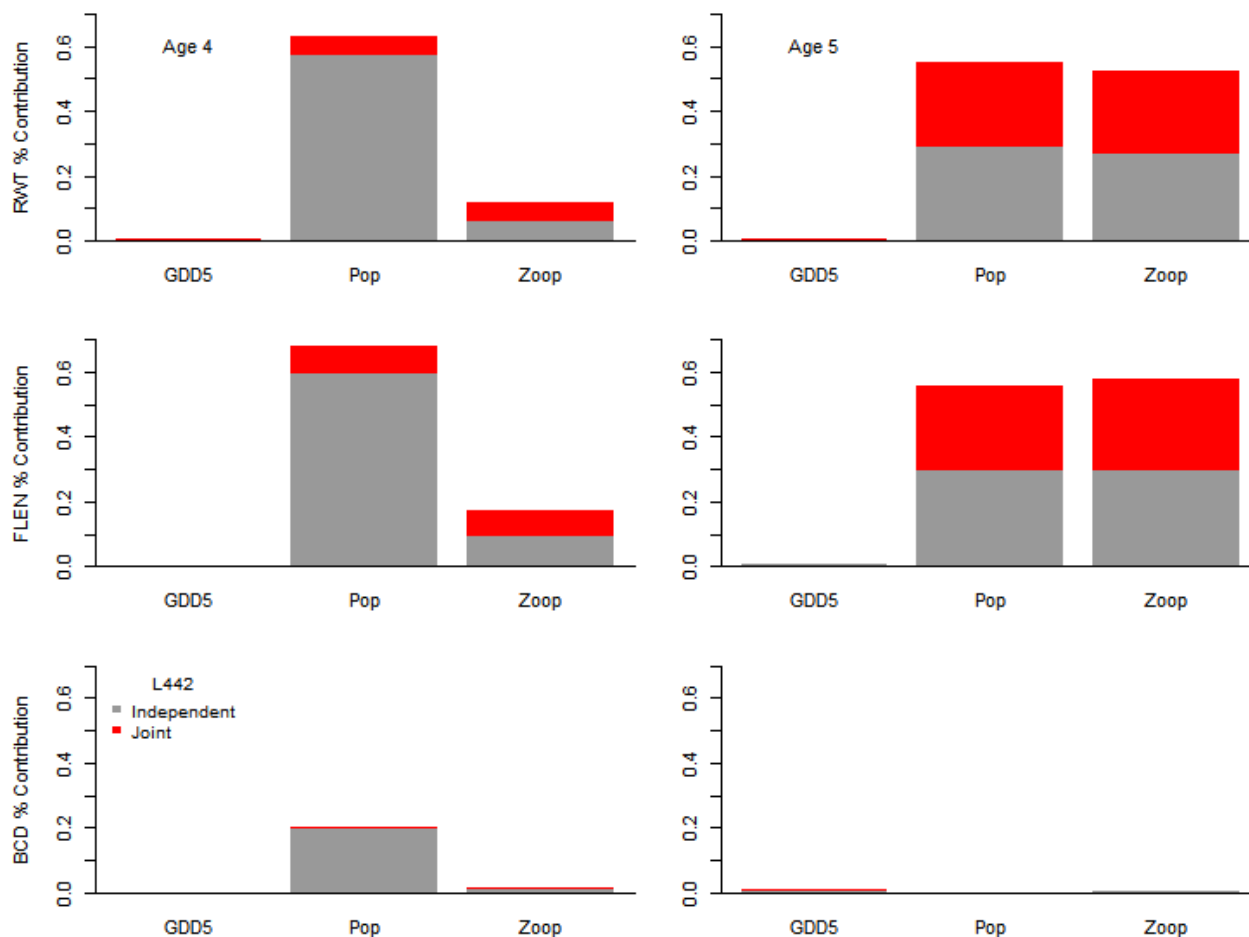 RWT % Contribution
0.0 0.2 0.4 0.6
Age 4
GDD5 Pop Zoop
0.0 0.2 0.4 0.6
Age 5
GDD5 Pop Zoop
FLEN % Contribution
0.0 0.2 0.4 0.6
GDD5 Pop Zoop
0.0 0.2 0.4 0.6
GDD5 Pop Zoop
BCD % Contribution
0.0 0.2 0.4 0.6
L442
Independent
Joint
GDD5 Pop Zoop
0.0 0.2 0.4 0.6
GDD5 Pop Zoop